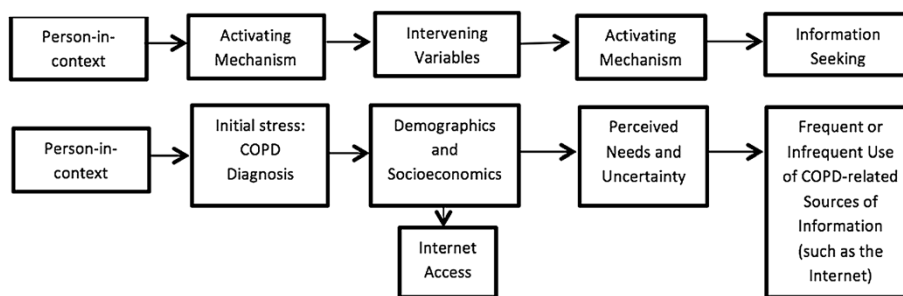 Person-in-
context
Activating
Mechanism
Intervening
Variables
Activating
Mechanism
Information
Seeking
Person-in-
context
Initial stress:
COPD
Diagnosis
Demographics
and
Socioeconomics
Perceived
Needs and
Uncertainty
Frequent or
Infrequent Use
of COPD-related
Sources of
Information
(such as the
Internet)
Internet
Access